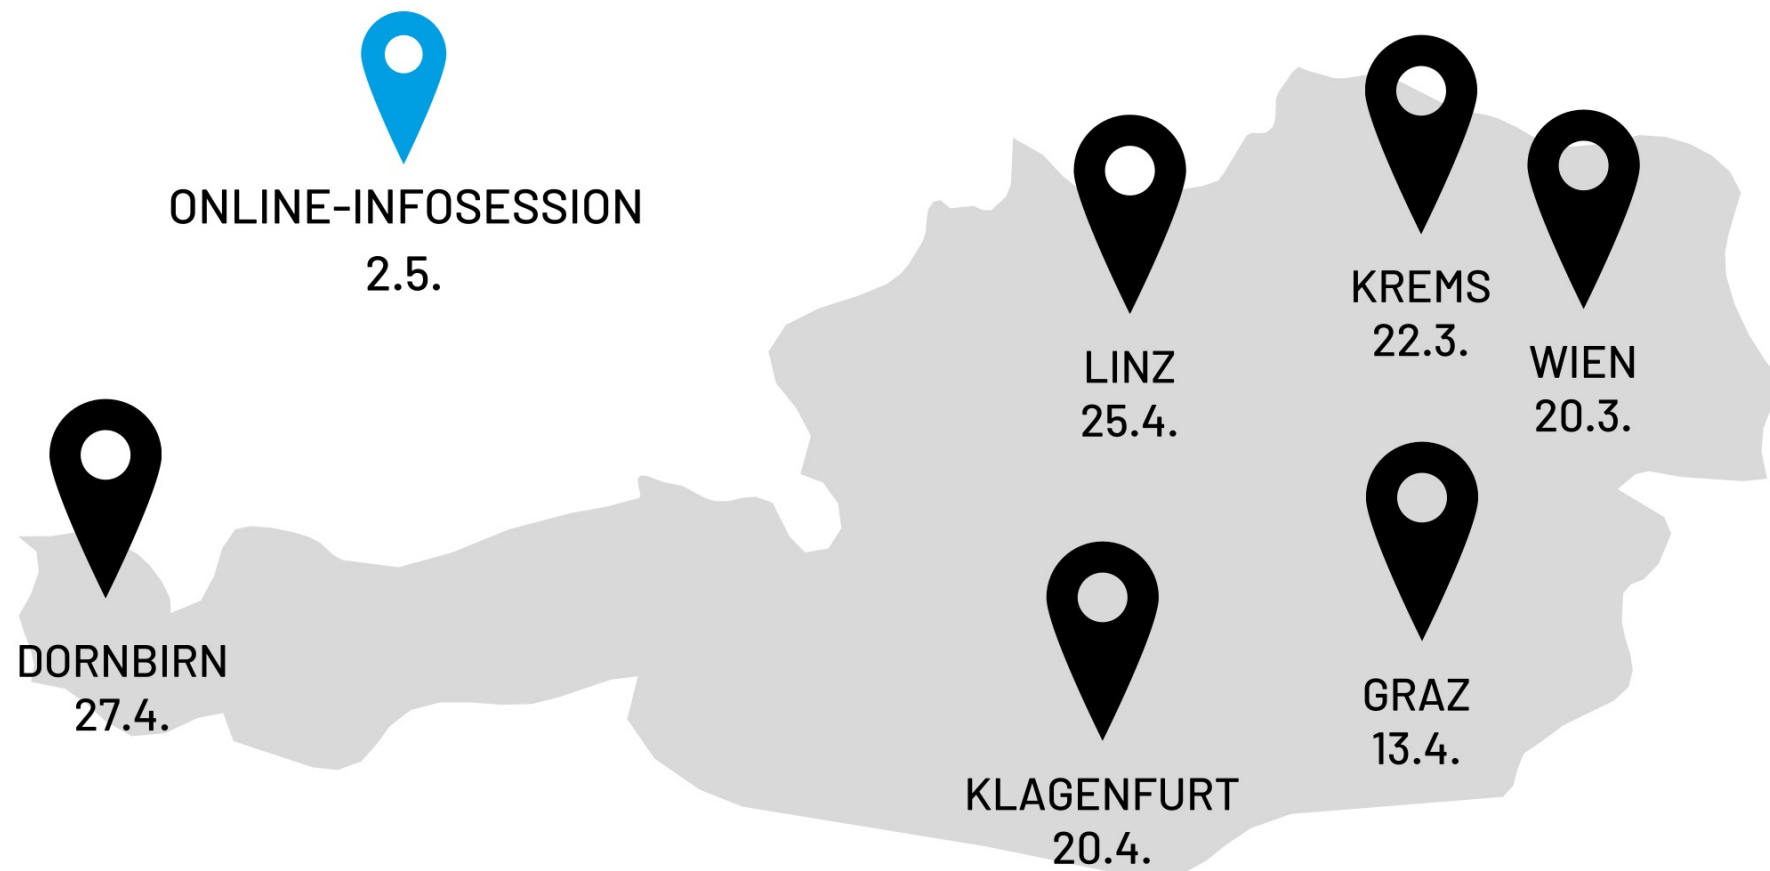 ONLINE-INFOSESSION
2.5.
KREMS
22.3.
LINZ
25.4.
WIEN
20.3.
DORNBIRN
27.4.
GRAZ
13.4.
KLAGENFURT
20.4.